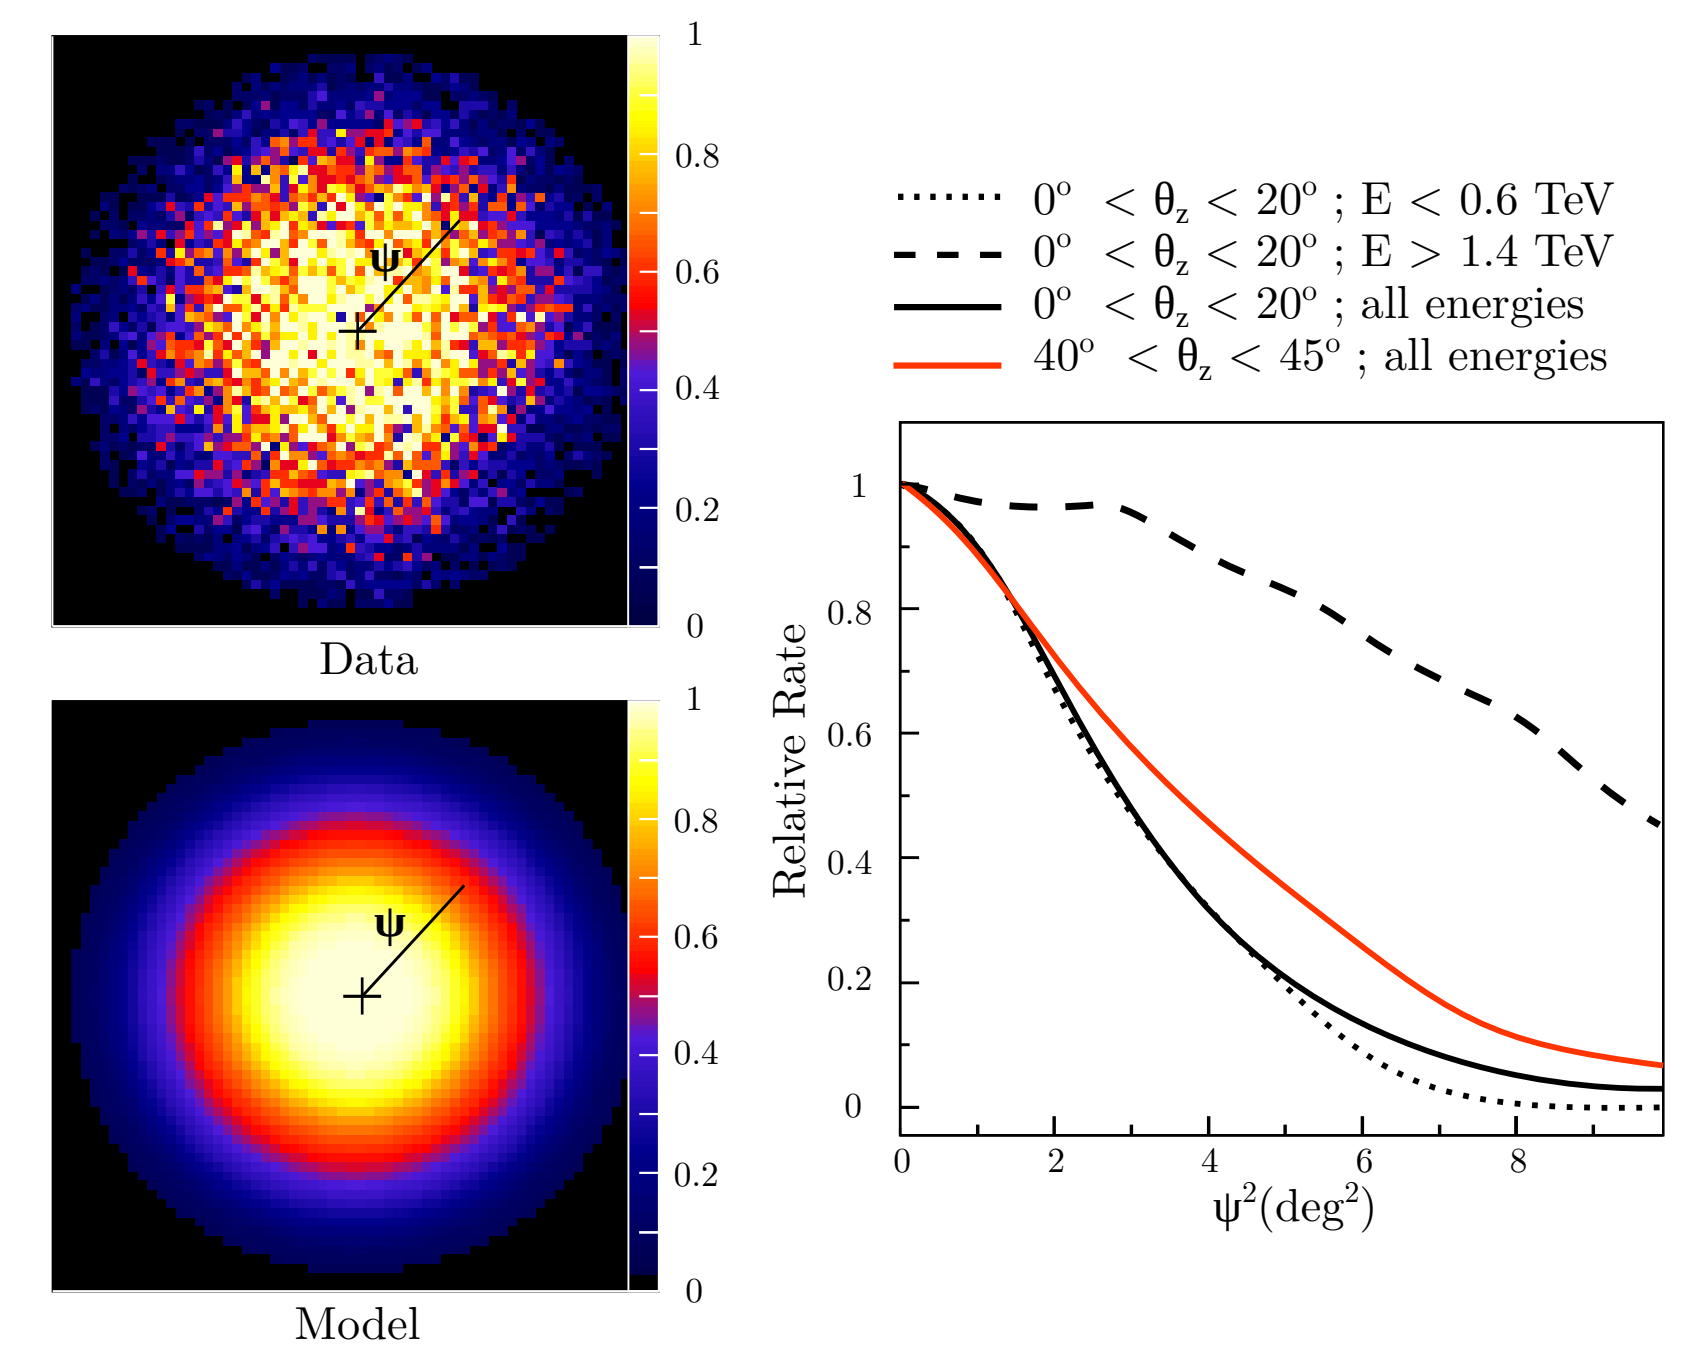 1
0.8
0.6
0.4
0.2
0
ψ
Data
1
0.8
0.6
0.4
0.2
0
ψ
Model
0° < θz < 20° ; E < 0.6 TeV
0° < θz < 20° ; E > 1.4 TeV
0° < θz < 20° ; all energies
40° < θz < 45° ; all energies
Relative Rate
1
0.8
0.6
0.4
0.2
0
0 2 4 6 8
ψ²(deg²)